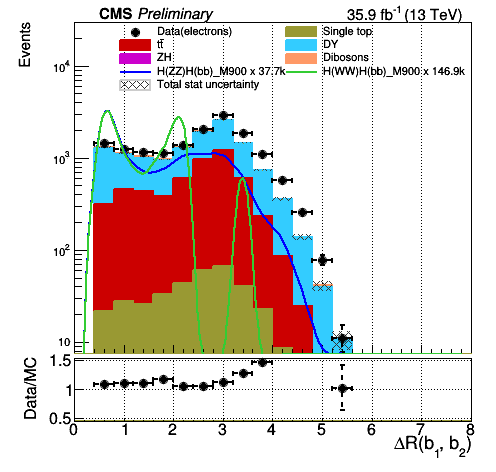 CMS Preliminary 35.9 fb⁻¹ (13 TeV)
Events
Data(electrons) Single top
tt̄ DY
ZH Dibosons
H(ZZ)H(bb)_M900 x 37.7k H(WW)H(bb)_M900 x 146.9k
Total stat uncertainty
10⁴
10³
10²
10
Data/MC
1.5
1
0.5
0 1 2 3 4 5 6 7 8
ΔR(b₁, b₂)